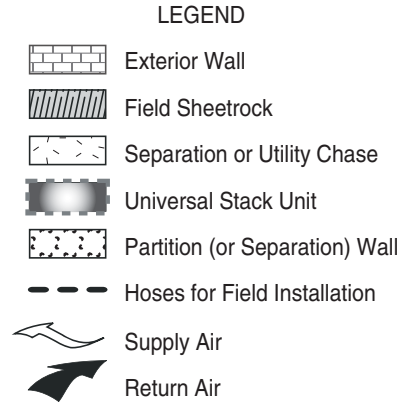 LEGEND
Exterior Wall
Field Sheetrock
Separation or Utility Chase
Universal Stack Unit
Partition (or Separation) Wall
Hoses for Field Installation
Supply Air
Return Air